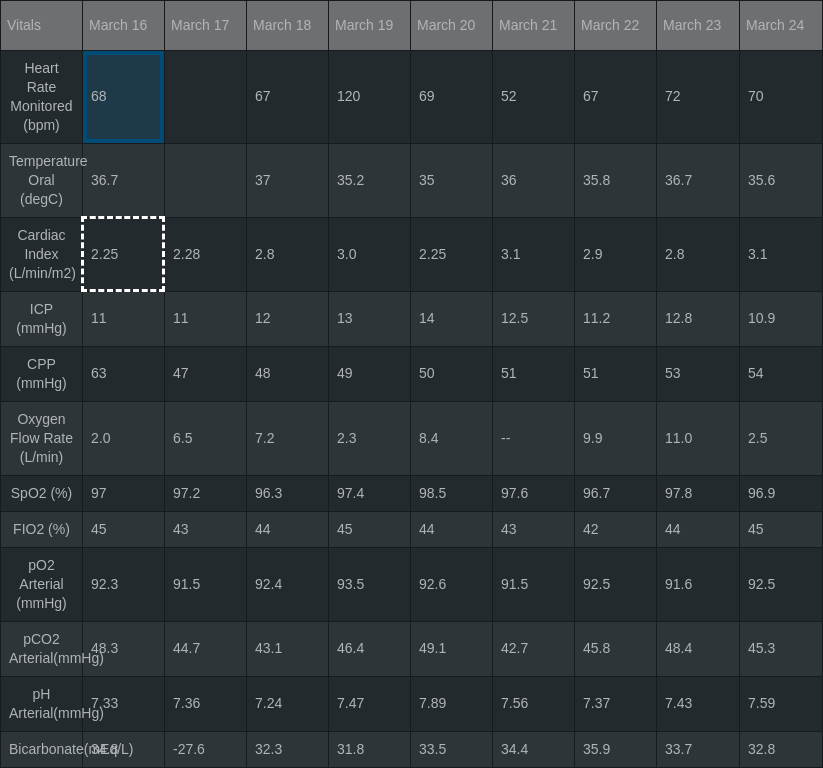 Vitals March 16 March 17 March 18 March 19 March 20 March 21 March 22 March 23 March 24
Heart Rate Monitored (bpm) 68 67 120 69 52 67 72 70
Temperature Oral (degC) 36.7 37 35.2 35 36 35.8 36.7 35.6
Cardiac Index (L/min/m2) 2.25 2.28 2.8 3.0 2.25 3.1 2.9 2.8 3.1
ICP (mmHg) 11 11 12 13 14 12.5 11.2 12.8 10.9
CPP (mmHg) 63 47 48 49 50 51 51 53 54
Oxygen Flow Rate (L/min) 2.0 6.5 7.2 2.3 8.4 -- 9.9 11.0 2.5
SpO2 (%) 97 97.2 96.3 97.4 98.5 97.6 96.7 97.8 96.9
FIO2 (%) 45 43 44 45 44 43 42 44 45
pO2 Arterial (mmHg) 92.3 91.5 92.4 93.5 92.6 91.5 92.5 91.6 92.5
pCO2 Arterial(mmHg) 48.3 44.7 43.1 46.4 49.1 42.7 45.8 48.4 45.3
pH Arterial(mmHg) 7.33 7.36 7.24 7.47 7.89 7.56 7.37 7.43 7.59
Bicarbonate(mEq/L) -27.6 32.3 31.8 33.5 34.4 35.9 33.7 32.8